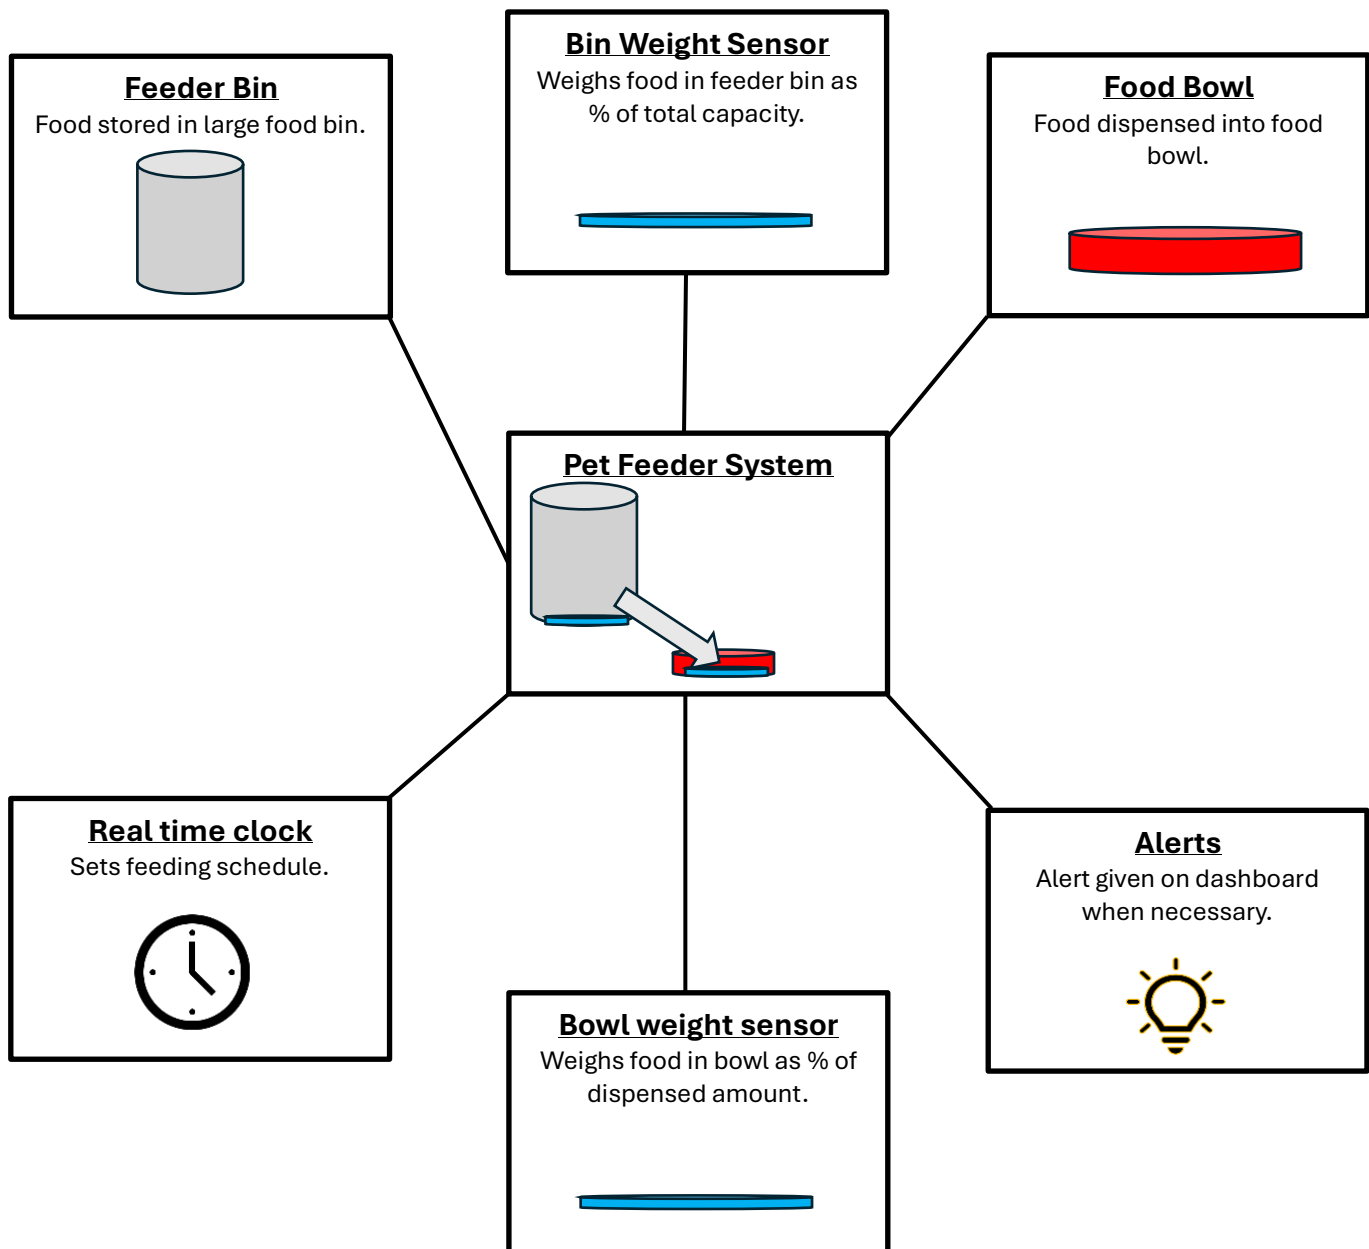 Bin Weight Sensor
Weighs food in feeder bin as
% of total capacity.
Feeder Bin
Food stored in large food bin.
Food Bowl
Food dispensed into food
bowl.
Pet Feeder System
Real time clock
Sets feeding schedule.
Alerts
Alert given on dashboard
when necessary.
Bowl weight sensor
Weighs food in bowl as % of
dispensed amount.